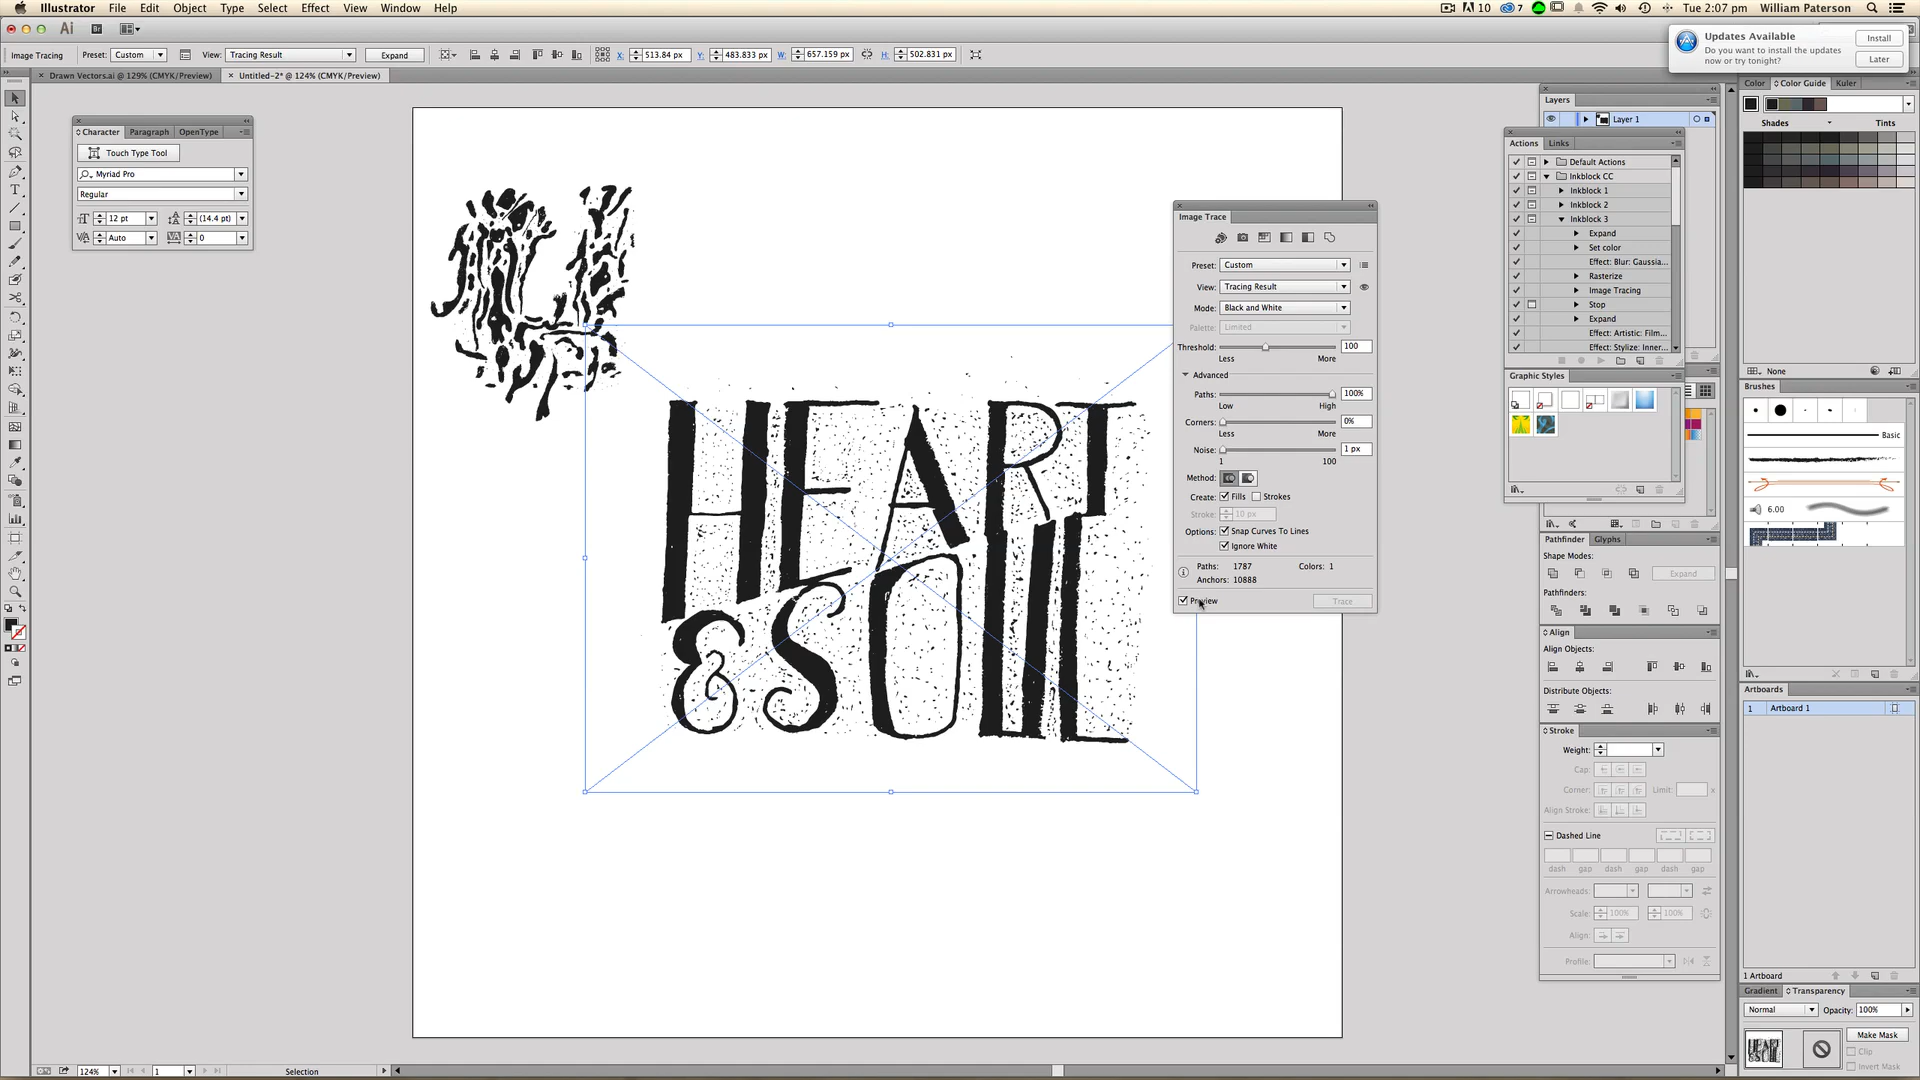 Illustrator File Edit Object Type Select Effect View Window Help
10 7 Tue 2:07 pm William Paterson
Ai Br
Updates Available
Do you want to install the updates
now or try tonight?
Install
Later
Image Tracing Preset: Custom View: Tracing Result Expand X: 513.84 px Y: 483.833 px W: 657.159 px H: 502.831 px
Drawn Vectors.ai @ 129% (CMYK/Preview) Untitled-2* @ 124% (CMYK/Preview)
Character Paragraph OpenType
Touch Type Tool
Myriad Pro
Regular
12 pt (14.4 pt)
Auto 0
HEART
& SOUL
Image Trace
Preset: Custom
View: Tracing Result
Mode: Black and White
Palette: Limited
Threshold: 100
Less More
Advanced
Paths: 100%
Low High
Corners: 0%
Less More
Noise: 1 px
1 100
Method:
Create: Fills Strokes
Stroke: 10 px
Options: Snap Curves To Lines
Ignore White
Paths: 1787 Colors: 1
Anchors: 10888
Preview Trace
Layers
Layer 1
Actions Links
Default Actions
Inkblock CC
Inkblock 1
Inkblock 2
Inkblock 3
Expand
Set color
Effect: Blur: Gaussia...
Rasterize
Image Tracing
Stop
Expand
Effect: Artistic: Film...
Effect: Stylize: Inner...
Graphic Styles
Pathfinder Glyphs
Shape Modes:
Expand
Pathfinders:
Align
Align Objects:
Distribute Objects:
Stroke
Weight:
Cap:
Corner: Limit: x
Align Stroke:
Dashed Line
dash gap dash gap dash gap
Arrowheads:
Scale: 100% 100%
Align:
Profile:
Color Color Guide Kuler
Shades Tints
None
Brushes
Basic
6.00
Artboards
1 Artboard 1
1 Artboard
Gradient Transparency
Normal Opacity: 100%
Make Mask
Clip
Invert Mask
124% 1 Selection